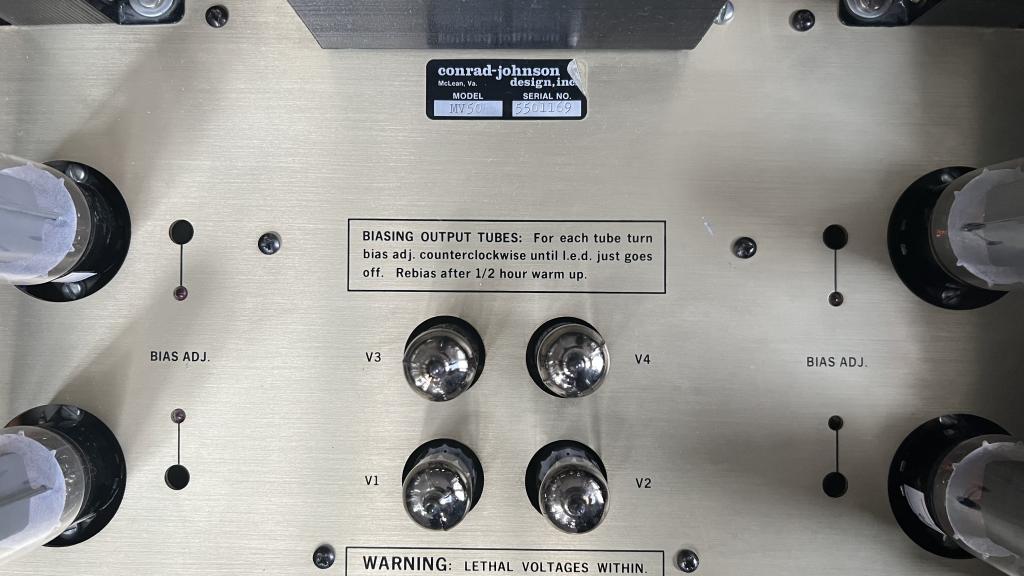 conrad-johnson
McLean, Va. design, inc
MODEL SERIAL NO.
MV50 5501169
BIASING OUTPUT TUBES: For each tube turn
bias adj. counterclockwise until l.e.d. just goes
off. Rebias after 1/2 hour warm up.
V3 V4
BIAS ADJ. BIAS ADJ.
V1 V2
WARNING: LETHAL VOLTAGES WITHIN.